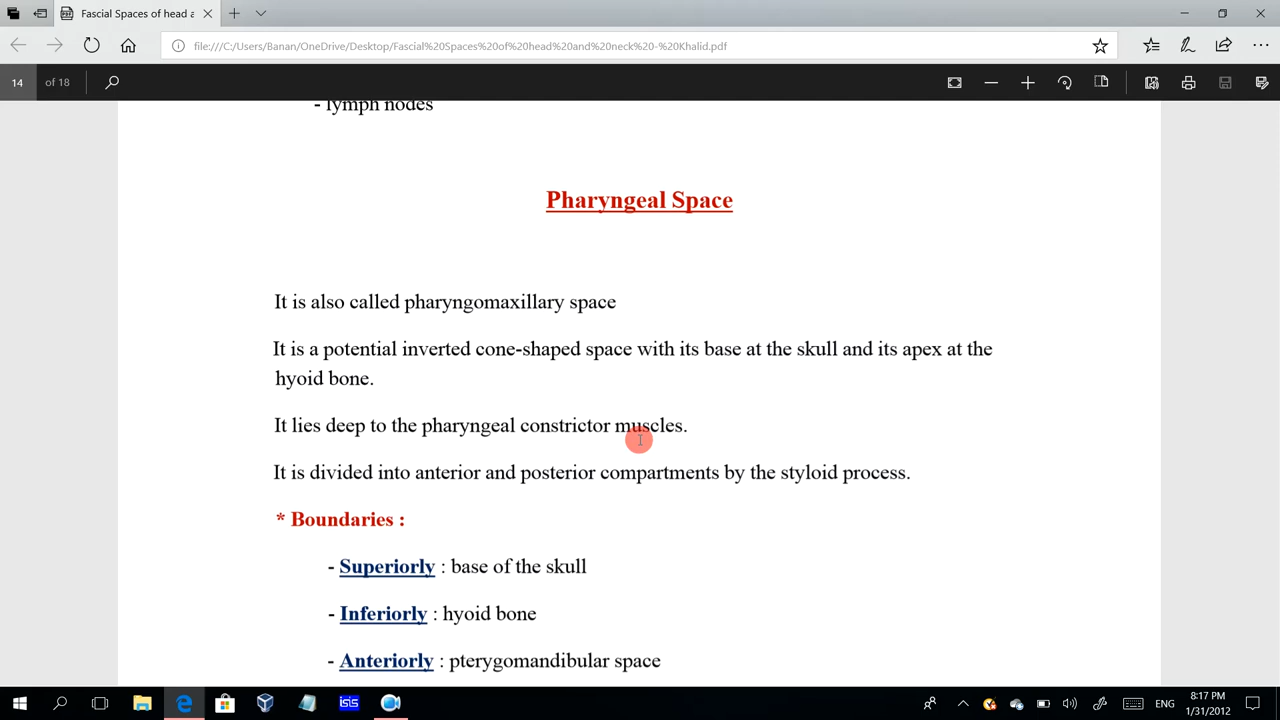 Fascial Spaces of head a
file:///C:/Users/Banan/OneDrive/Desktop/Fascial%20Spaces%20of%20head%20and%20neck%20-%20Khalid.pdf
14 of 18
- lymph nodes
Pharyngeal Space
It is also called pharyngomaxillary space
It is a potential inverted cone-shaped space with its base at the skull and its apex at the
hyoid bone.
It lies deep to the pharyngeal constrictor muscles.
It is divided into anterior and posterior compartments by the styloid process.
* Boundaries :
- Superiorly : base of the skull
- Inferiorly : hyoid bone
- Anteriorly : pterygomandibular space
isis
ENG
8:17 PM
1/31/2012